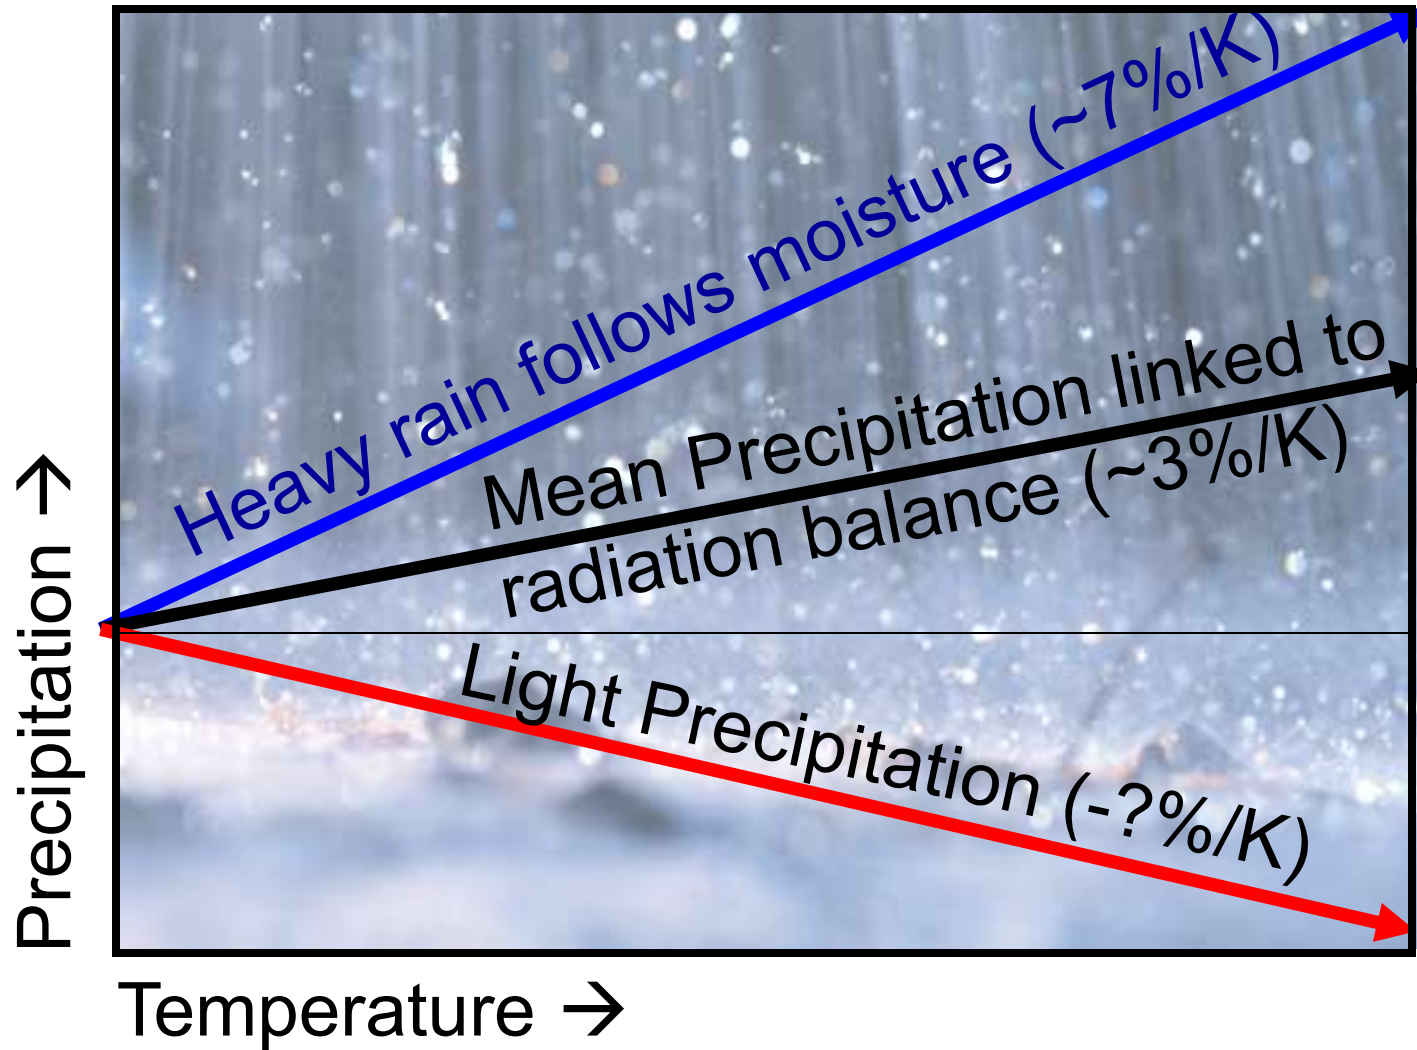 Heavy rain follows moisture (~7%/K)
Mean Precipitation linked to
radiation balance (~3%/K)
Light Precipitation (-?%/K)
Precipitation →
Temperature →